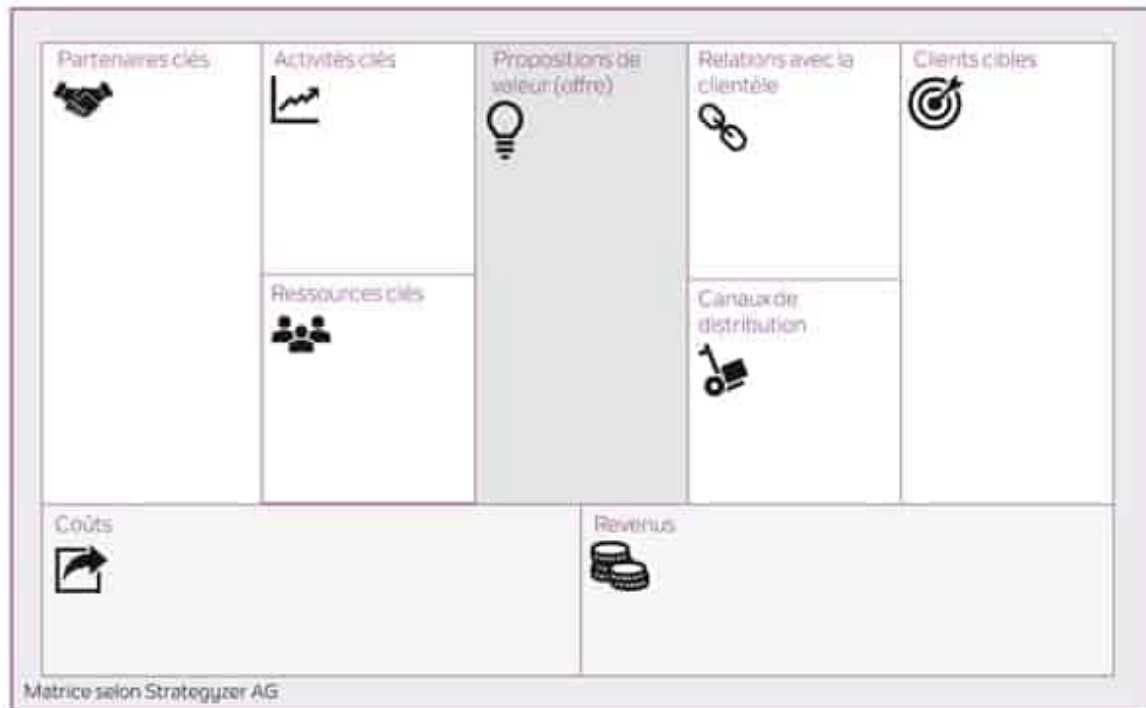 Partenaires clés
Activités clés
Propositions de
valeur (offre)
Relations avec la
clientèle
Clients cibles
Ressources clés
Canaux de
distribution
Coûts
Revenus
Matrice selon Strategyzer AG